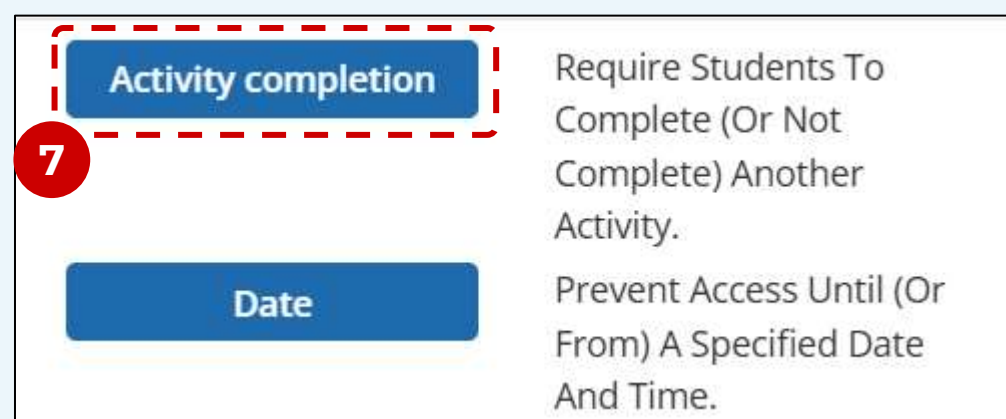 Activity completion
Require Students To
Complete (Or Not
Complete) Another
Activity.
7
Date
Prevent Access Until (Or
From) A Specified Date
And Time.